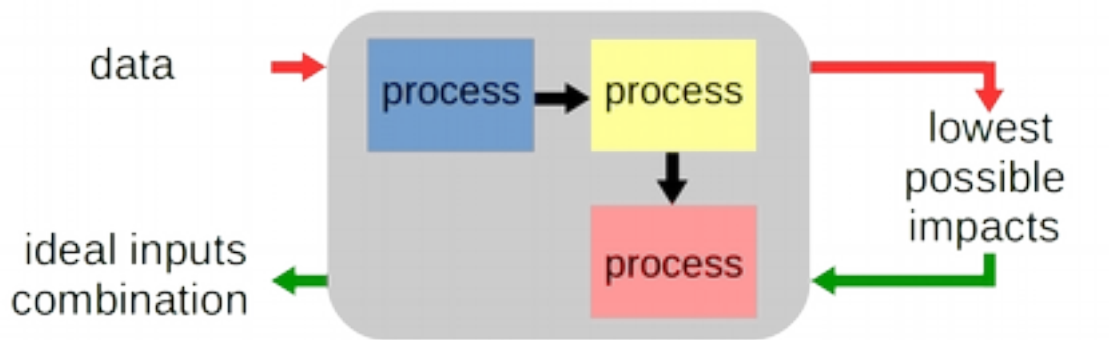 data
process
process
process
lowest
possible
impacts
ideal inputs
combination